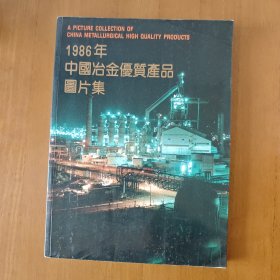 A PICTURE COLLECTION OF
CHINA METALLURGICAL HIGH QUALITY PRODUCTS
1986年
中國冶金優質產品
圖片集